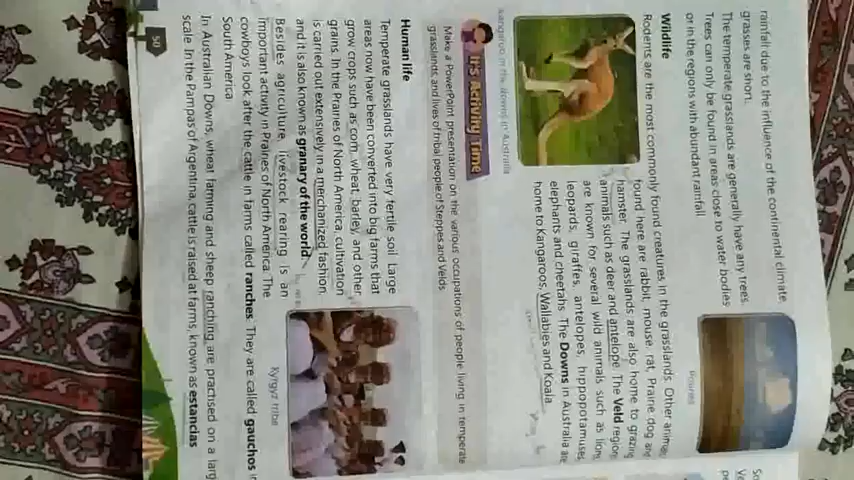 rainfall due to the influence of the continental climate.
grasses are short.
The temperate grasslands are generally have any trees.
Trees can only be found in areas close to water bodies
or in the regions with abundant rainfall.
Prairies
Wildlife
Rodents are the most commonly found creatures in the grasslands. Other animals
found here are rabbit, mouse, rat, Prairie dog and
hamster. The grasslands are also home to grazing
animals such as deer and antelope. The Veld regions
are known for several wild animals such as lions,
leopards, giraffes, antelopes, hippopotamuses,
elephants and cheetahs. The Downs in Australia are
home to Kangaroos, Wallabies and Koala
Kangaroo in the downs in Australia
It's Activity Time
Make a PowerPoint presentation on the various occupations of people living in temperate
grasslands and lives of tribal people of Steppes and Velds
Human life
Temperate grasslands have very fertile soil. Large
areas now have been converted into big farms that
grow crops such as corn, wheat, barley, and other
grains. In the Prairies of North America, cultivation
is carried out extensively in a merchanized fashion,
and it is also known as granary of the world.
Besides agriculture, livestock rearing is an
important activity in Prairies of North America. The
Kyrgyz tribe
cowboys look after the cattle in farms called ranches. They are called gauchos in
South America
In Australian Downs, wheat farming and sheep ranching are practised on a large
scale. In the Pampas of Argentina, cattle is raised at farms, known as estancias
50